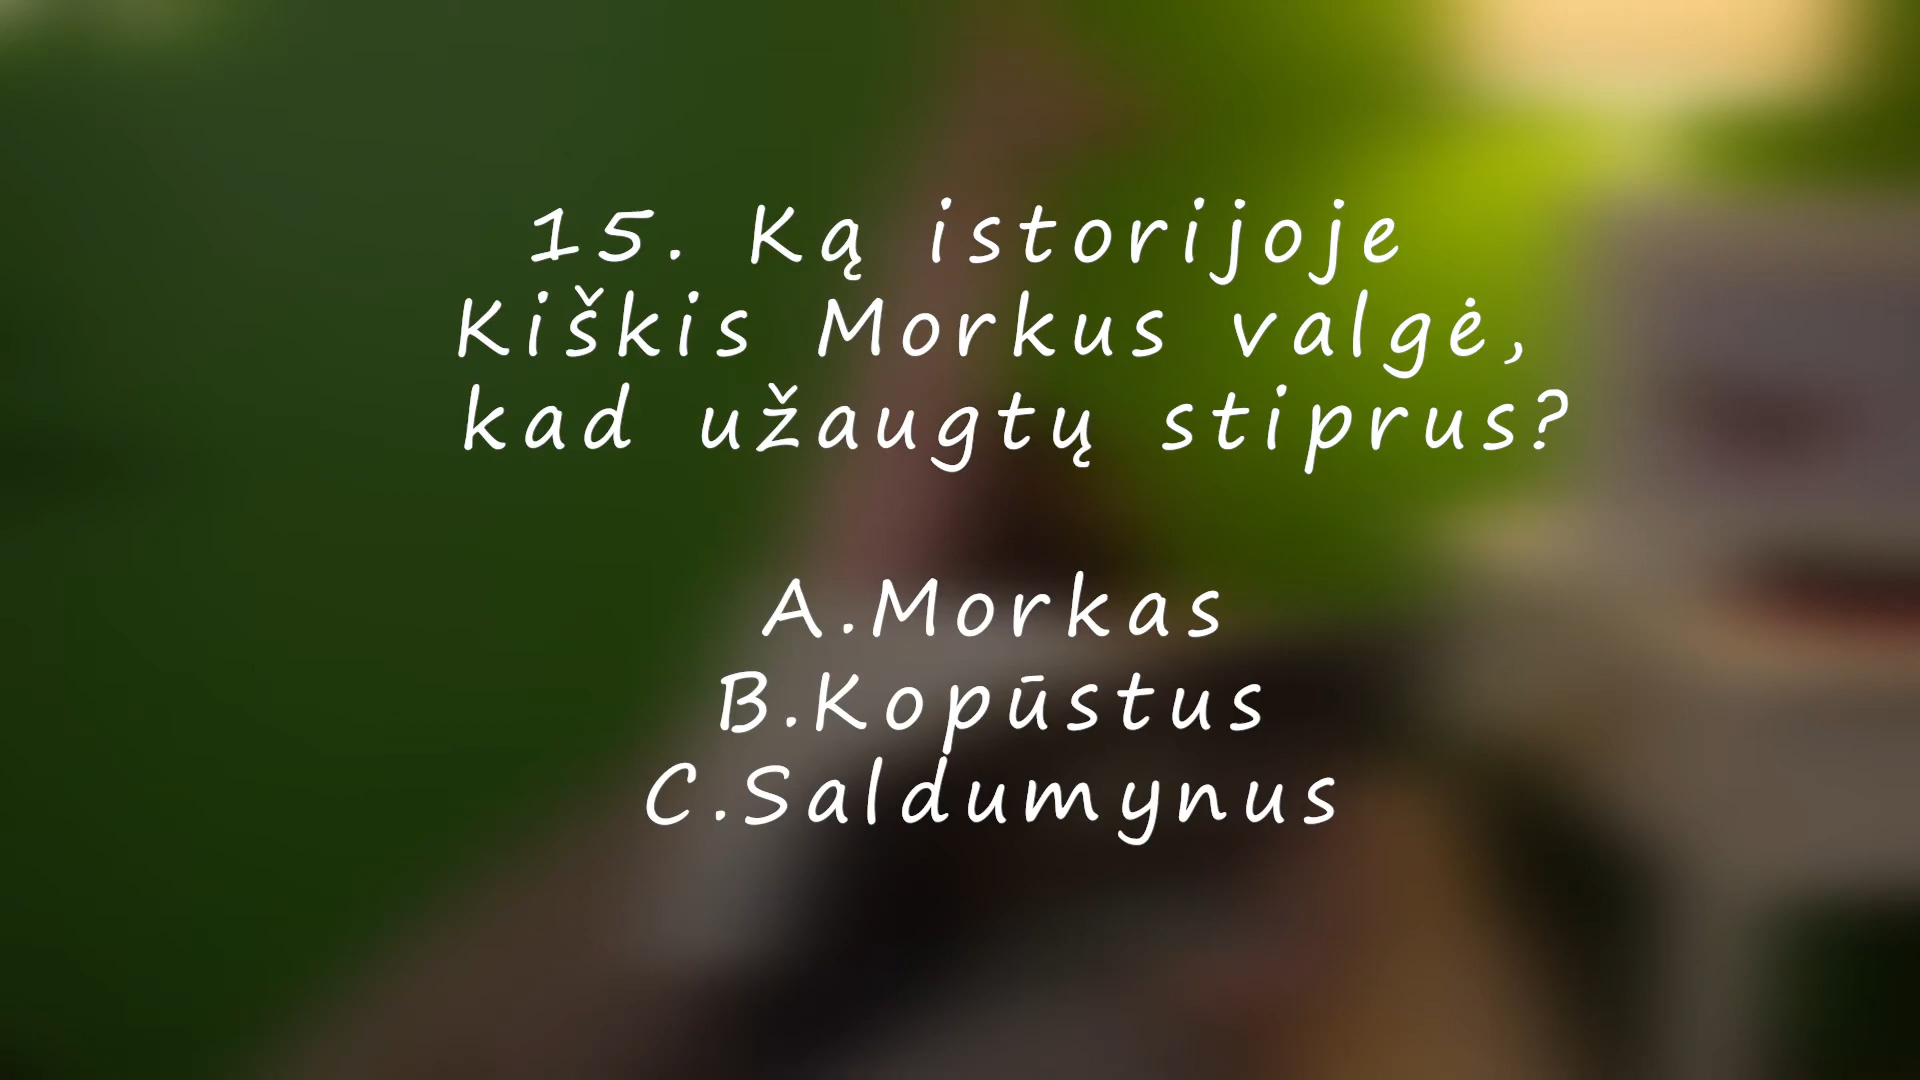 15. Ką istorijoje
Kiškis Morkus valgė,
kad užaugtų stiprus?
A.Morkas
B.Kopūstus
C.Saldumynus